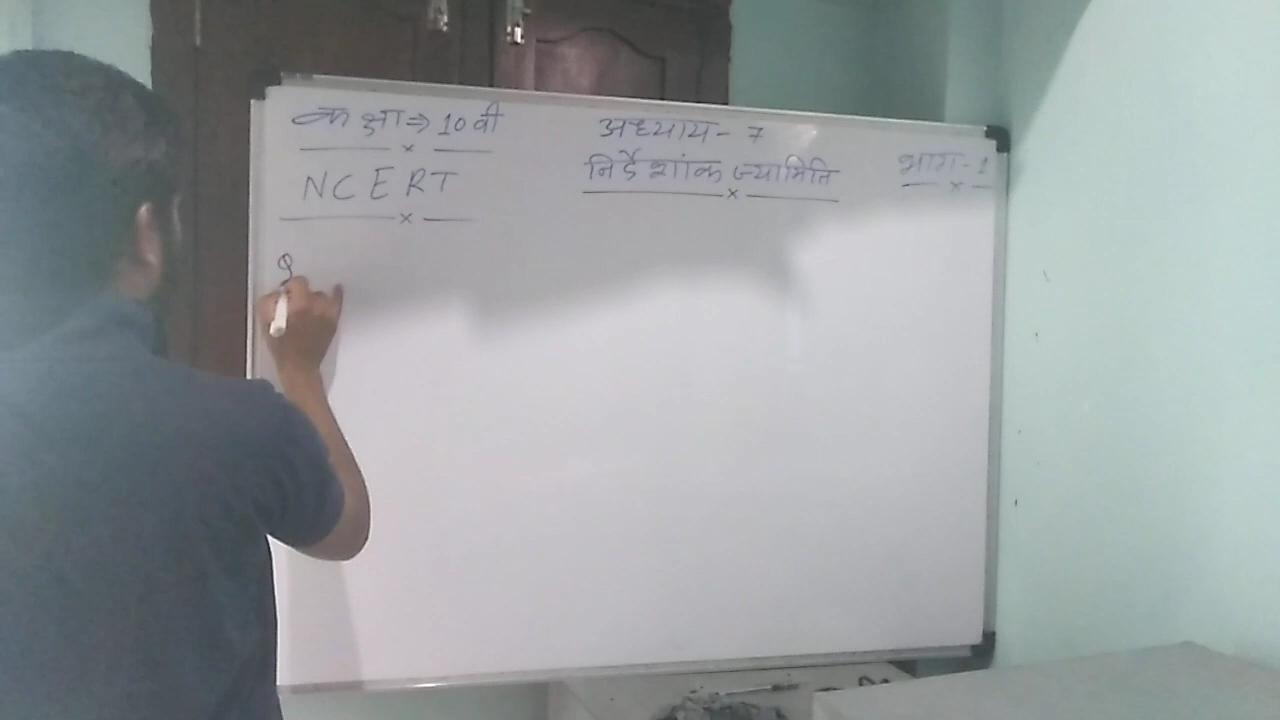 कक्षा⇒10वी
NCERT
अध्याय-7
निर्देशांक ज्यामिति
भाग-1
Q